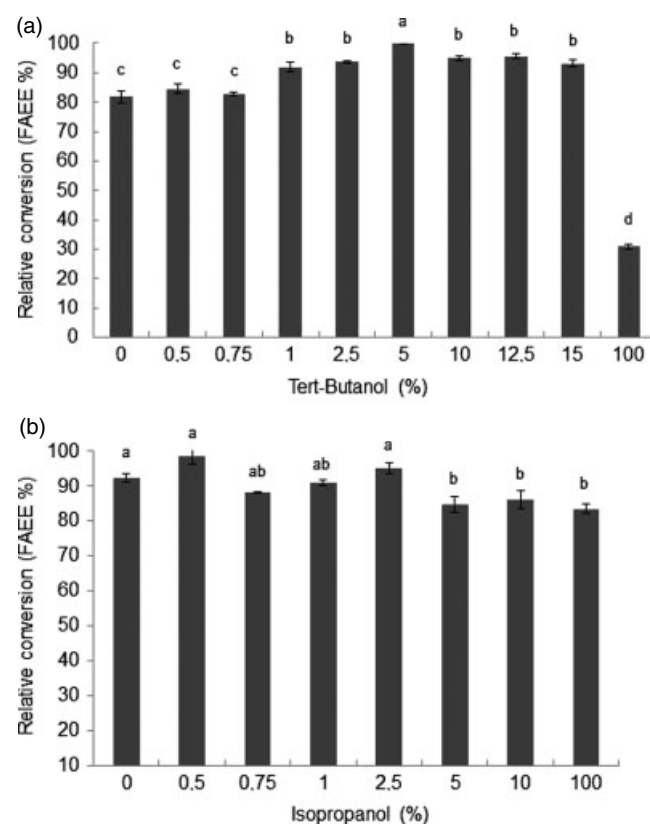 (a)
Relative conversion (FAEE %)
100
90
80
70
60
50
40
30
20
10
0
c c c b b a b b b d
0 0,5 0,75 1 2,5 5 10 12,5 15 100
Tert-Butanol (%)
(b)
Relative conversion (FAEE %)
100
90
80
70
60
50
40
30
20
10
a a ab ab a b b b
0 0,5 0,75 1 2,5 5 10 100
Isopropanol (%)